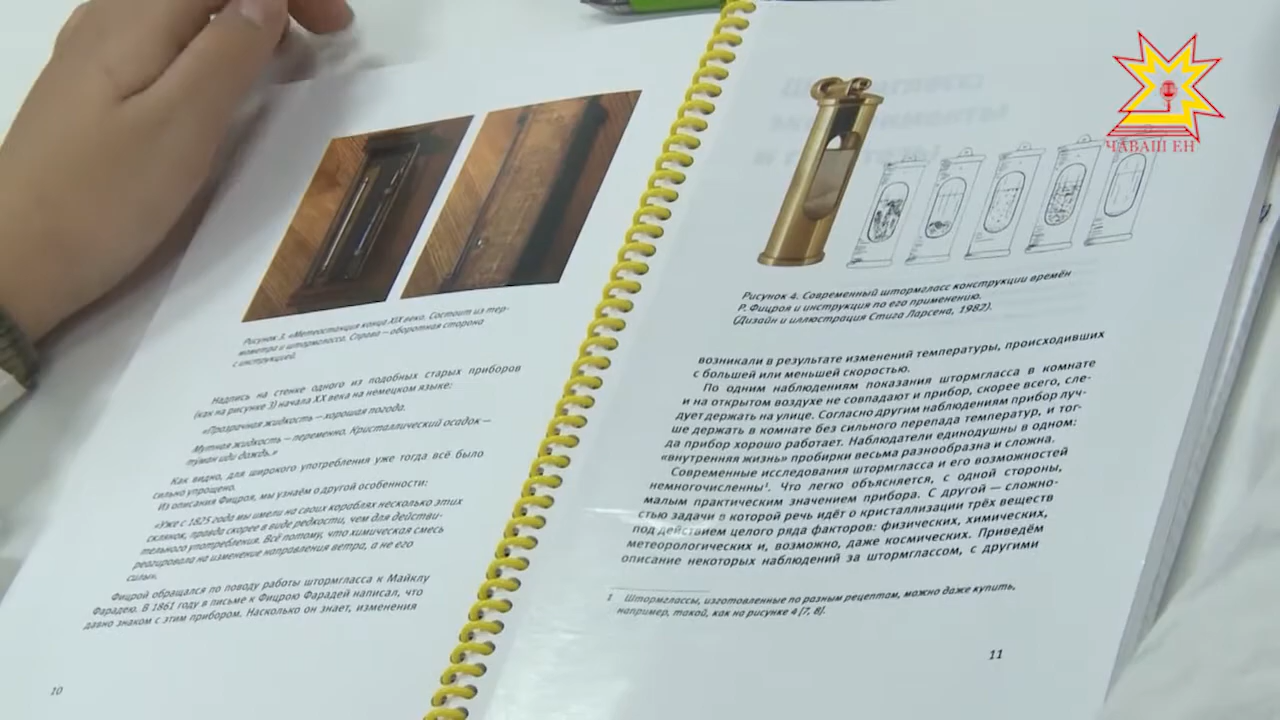 ЧĂВАШ ЕН
Рисунок 3. «Метеостанция конца XIX века. Состоит из тер-
мометра и штормгласса. Справа – оборотная сторона
с инструкцией.
Надпись на стенке одного из подобных старых приборов
(как на рисунке 3) начала XX века на немецком языке:
«Прозрачная жидкость — хорошая погода.
Мутная жидкость — переменно. Кристаллический осадок —
туман иди дождь.»
Как видно, для широкого употребления уже тогда всё было
сильно упрощено.
Из описания Фицроя, мы узнаём о другой особенности:
«Уже с 1825 года мы имели на своих кораблях несколько этих
склянок, правда скорее в виде редкости, чем для действи-
тельного употребления. Всё потому, что химическая смесь
реагировала на изменение направления ветра, а не его
силы».
Фицрой обращался по поводу работы штормгласса к Майклу
Фарадею. В 1861 году в письме к Фицрою Фарадей написал, что
давно знаком с этим прибором. Насколько он знает, изменения
10
Рисунок 4. Современный штормгласс конструкции времён
Р. Фицроя и инструкция по его применению.
(Дизайн и иллюстрация Стига Ларсена, 1982).
возникали в результате изменений температуры, происходивших
с большей или меньшей скоростью.
По одним наблюдениям показания штормгласса в комнате
и на открытом воздухе не совпадают и прибор, скорее всего, сле-
дует держать на улице. Согласно другим наблюдениям прибор луч-
ше держать в комнате без сильного перепада температур, и тог-
да прибор хорошо работает. Наблюдатели единодушны в одном:
«внутренняя жизнь» пробирки весьма разнообразна и сложна.
Современные исследования штормгласса и его возможностей
немногочисленны¹. Что легко объясняется, с одной стороны,
малым практическим значением прибора. С другой — сложно-
стью задачи в которой речь идёт о кристаллизации трёх веществ
под действием целого ряда факторов: физических, химических,
метеорологических и, возможно, даже космических. Приведём
описание некоторых наблюдений за штормглассом, с другими
1 Штормглассы, изготовленные по разным рецептам, можно даже купить,
например, такой, как на рисунке 4 [7, 8].
11